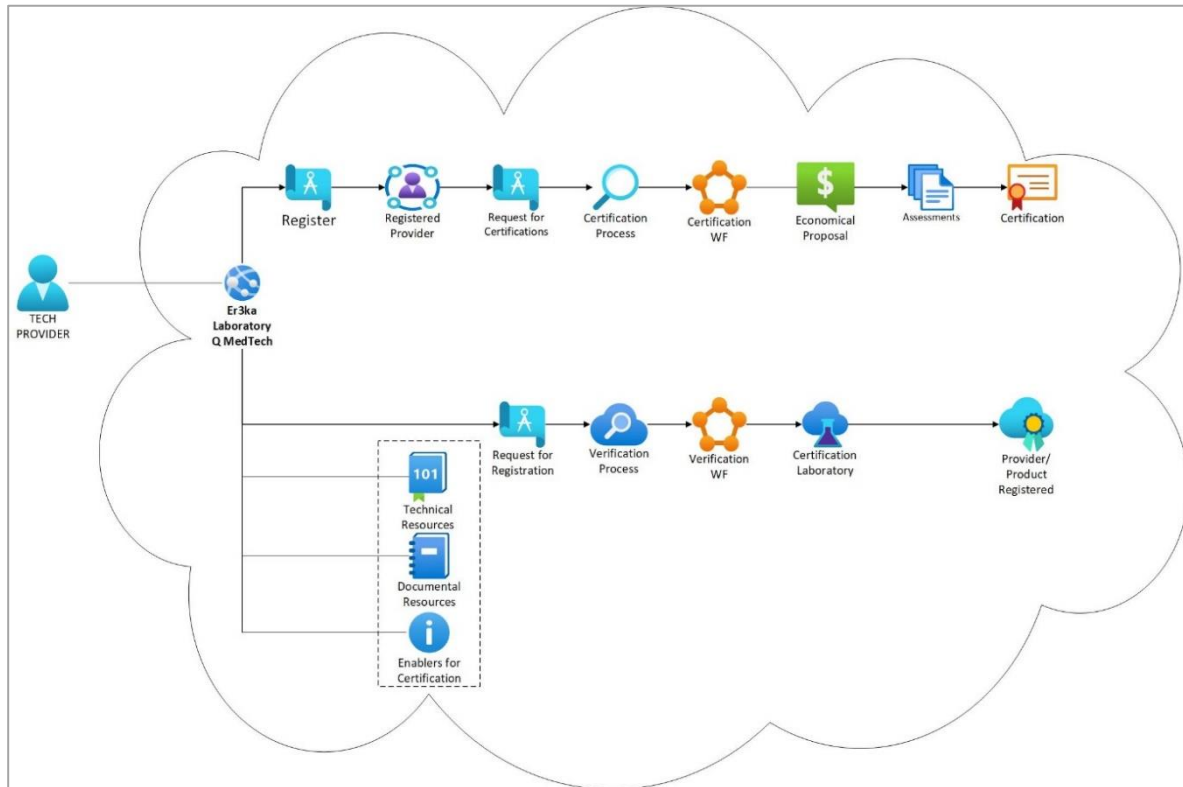 Register
Registered
Provider
Request for
Certifications
Certification
Process
Certification
WF
$
Economical
Proposal
Assessments
Certification
TECH
PROVIDER
Er3ka
Laboratory
Q MedTech
Request for
Registration
Verification
Process
Verification
WF
Certification
Laboratory
Provider/
Product
Registered
101
Technical
Resources
Documental
Resources
i
Enablers for
Certification